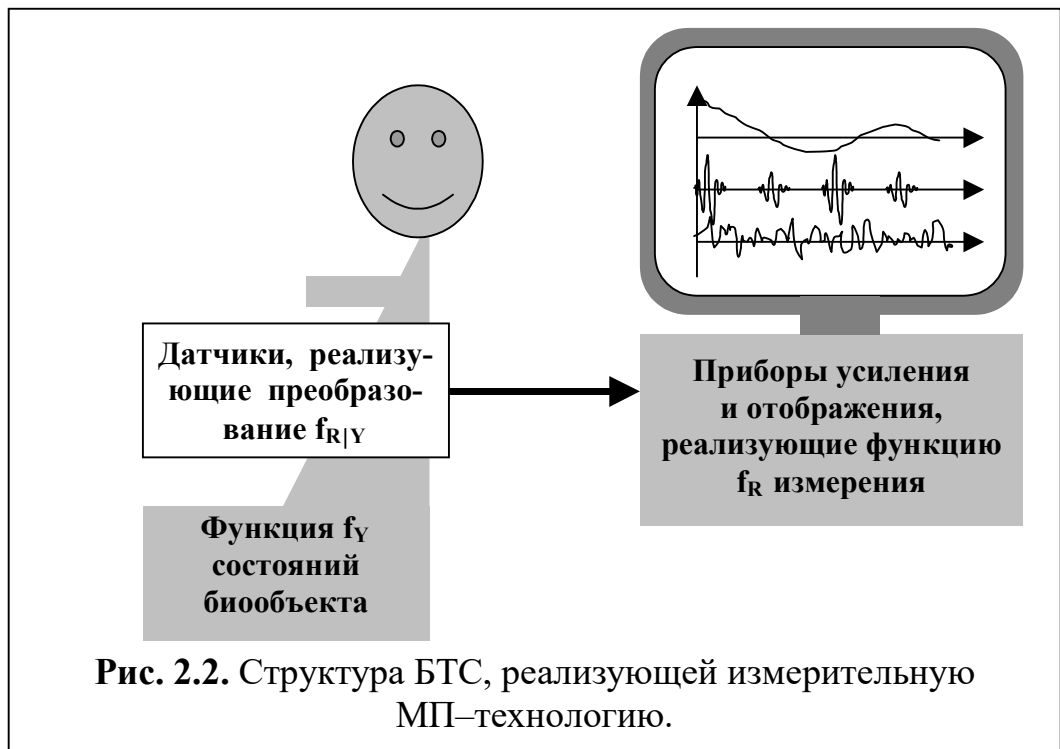 Датчики, реализу-
ющие преобразо-
вание fR|Y
Приборы усиления
и отображения,
реализующие функцию
fR измерения
Функция fY
состояний
биообъекта
Рис. 2.2. Структура БТС, реализующей измерительную
МП–технологию.